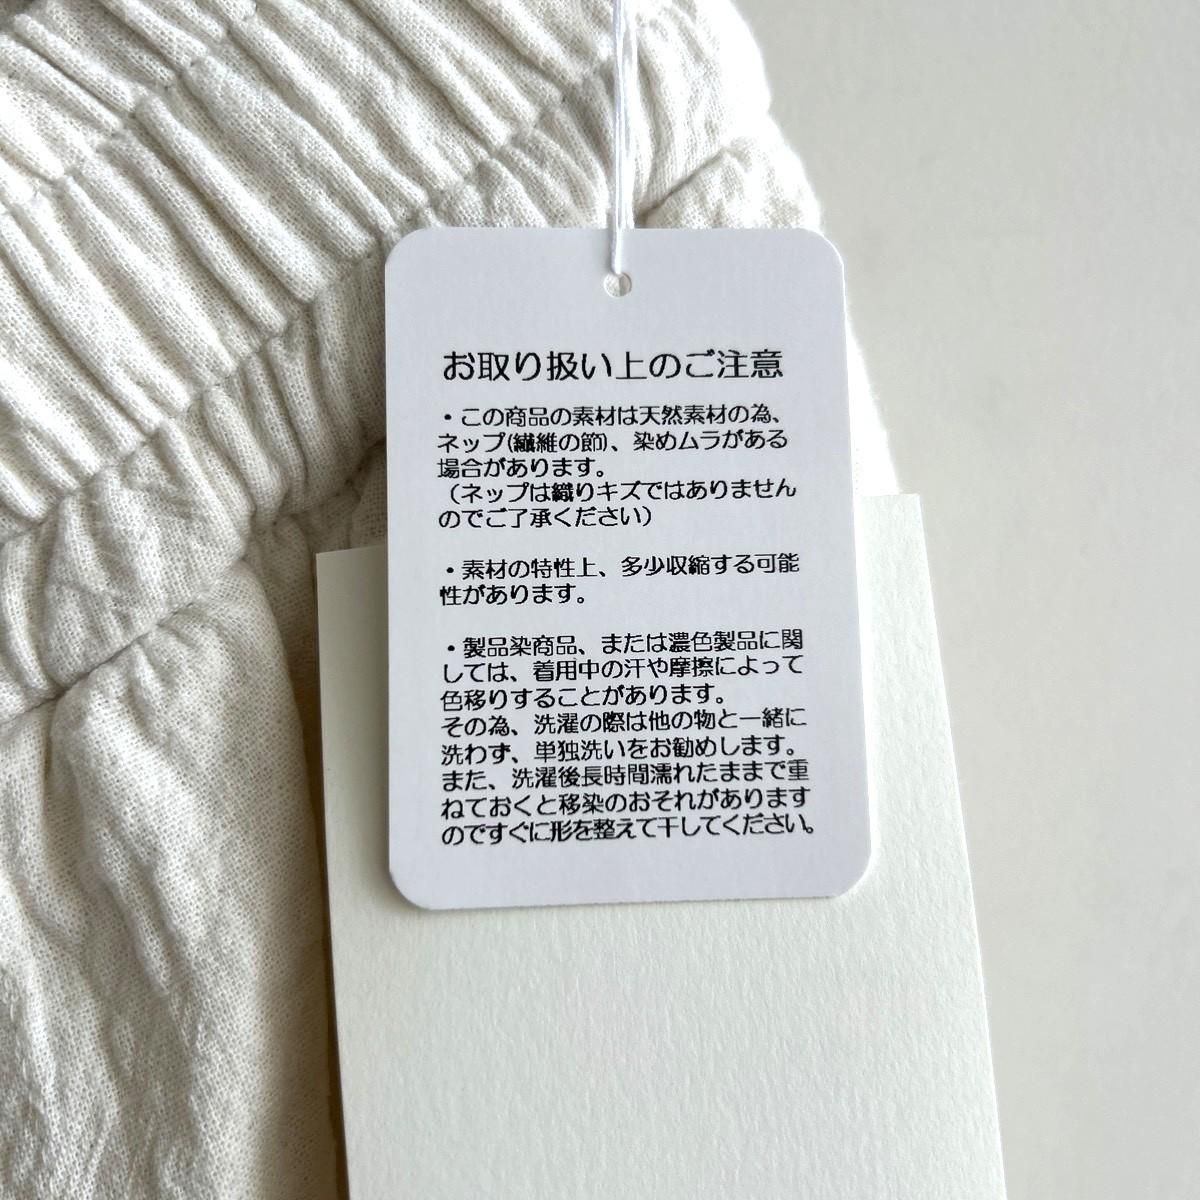 お取り扱い上のご注意
・この商品の素材は天然素材の為、
ネップ(繊維の節)、染めムラがある
場合があります。
（ネップは織りキズではありません
のでご了承ください）
・素材の特性上、多少収縮する可能
性があります。
・製品染商品、または濃色製品に関
しては、着用中の汗や摩擦によって
色移りすることがあります。
その為、洗濯の際は他の物と一緒に
洗わず、単独洗いをお勧めします。
また、洗濯後長時間濡れたままで重
ねておくと移染のおそれがあります
のですぐに形を整えて干してください。